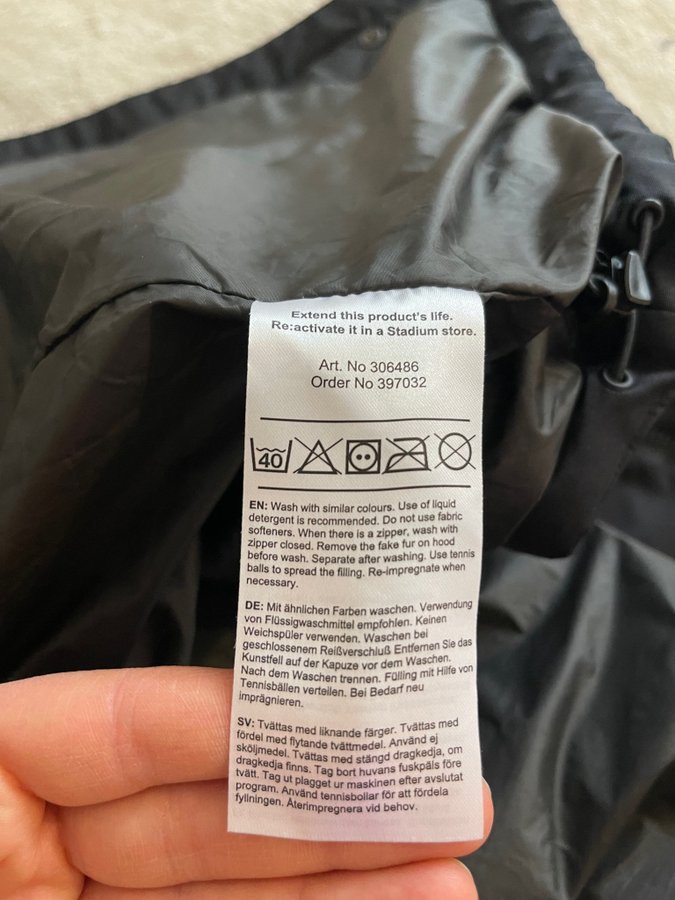 Extend this product's life.
Re:activate it in a Stadium store.
Art. No 306486
Order No 397032
40
EN: Wash with similar colours. Use of liquid
detergent is recommended. Do not use fabric
softeners. When there is a zipper, wash with
zipper closed. Remove the fake fur on hood
before wash. Separate after washing. Use tennis
balls to spread the filling. Re-impregnate when
necessary.
DE: Mit ähnlichen Farben waschen. Verwendung
von Flüssigwaschmittel empfohlen. Keinen
Weichspüler verwenden. Waschen bei
geschlossenem Reißverschluß Entfernen Sie das
Kunstfell auf der Kapuze vor dem Waschen.
Nach dem Waschen trennen. Fülling mit Hilfe von
Tennisbällen verteilen. Bei Bedarf neu
imprägnieren.
SV: Tvättas med liknande färger. Tvättas med
fördel med flytande tvättmedel. Använd ej
sköljmedel. Tvättas med stängd dragkedja, om
dragkedja finns. Tag bort huvans fuskpäls före
tvätt. Tag ut plagget ur maskinen efter avslutat
program. Använd tennisbollar för att fördela
fyllningen. Återimpregnera vid behov.